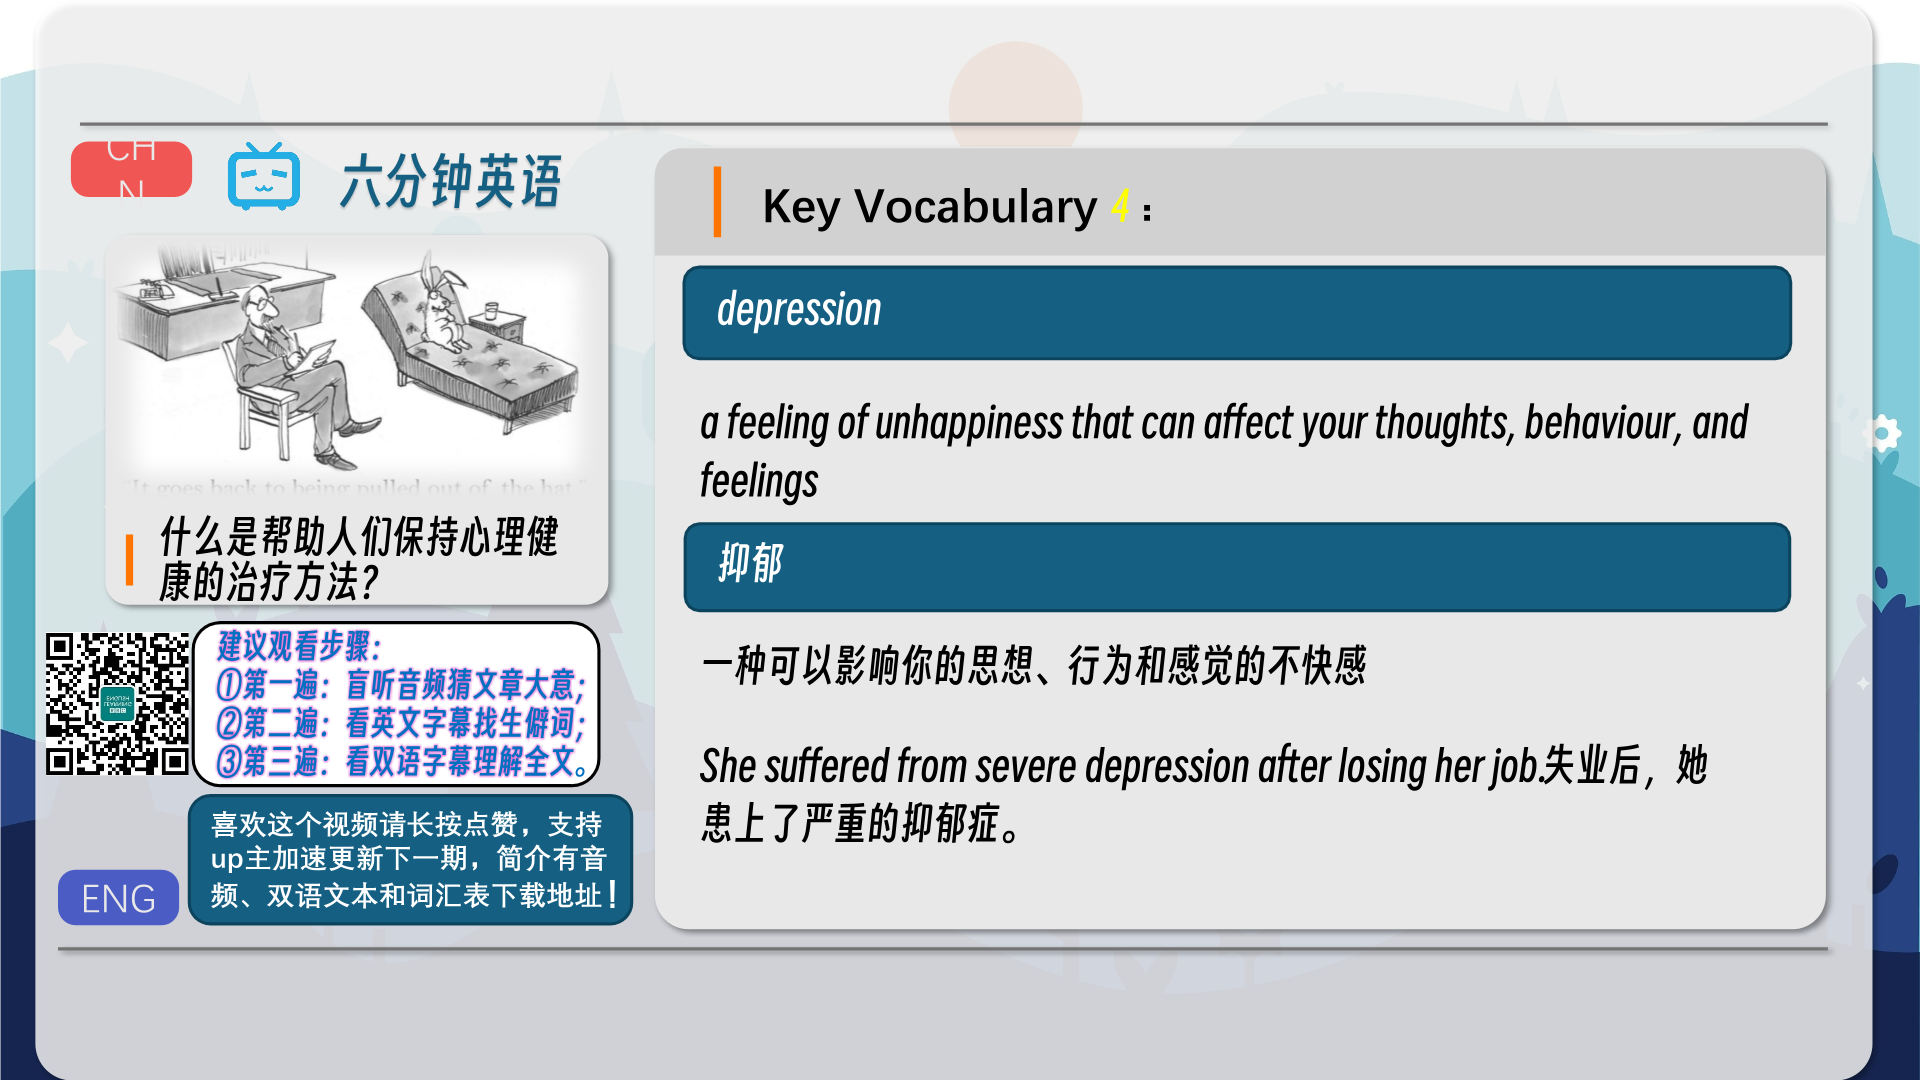 CH
N
六分钟英语
"It goes back to being pulled out of the hat."
什么是帮助人们保持心理健
康的治疗方法？
建议观看步骤：
①第一遍：盲听音频猜文章大意；
②第二遍：看英文字幕找生僻词；
③第三遍：看双语字幕理解全文。
喜欢这个视频请长按点赞，支持
up主加速更新下一期，简介有音
频、双语文本和词汇表下载地址！
ENG
Key Vocabulary 4：
depression
a feeling of unhappiness that can affect your thoughts, behaviour, and
feelings
抑郁
一种可以影响你的思想、行为和感觉的不快感
She suffered from severe depression after losing her job.失业后，她
患上了严重的抑郁症。